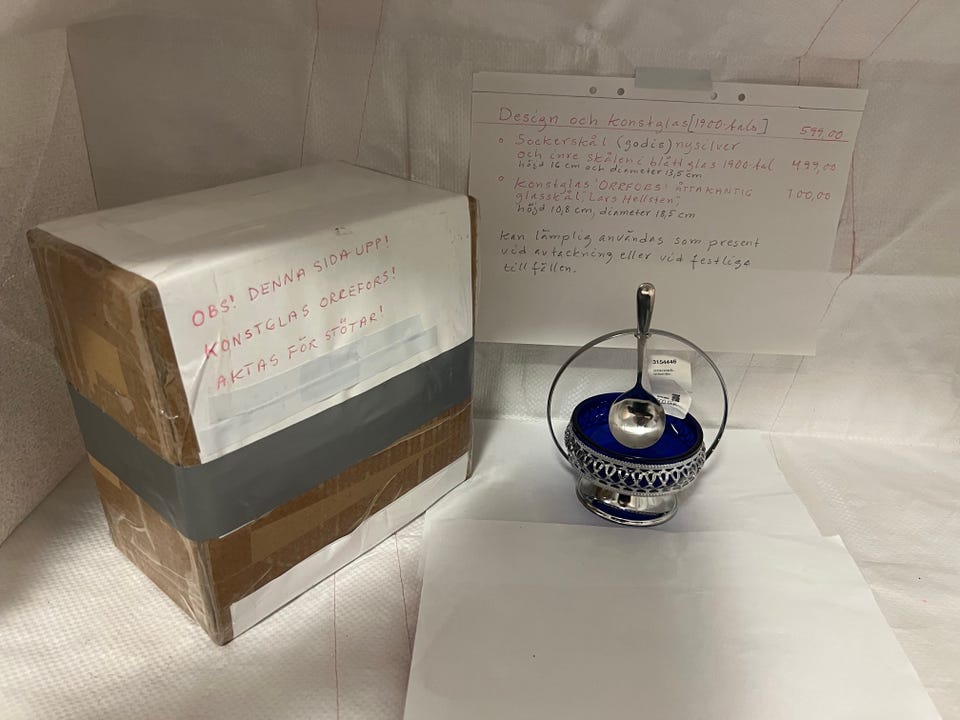 OBS! DENNA SIDA UPP!
KONSTGLAS ORREFORS!
AKTAS FÖR STÖTAR!
Design och konstglas [1900-tals] 599,00
• Sockerskål (godis) nysilver
och inre skålen i blått glas 1900-tal 499,00
höjd 16 cm och diameter 13,5 cm
• Konstglas 'ORRFORS' ÅTTAKANTIG 100,00
glasskål, Lars Hellsten,
höjd 10,8 cm, diameter 18,5 cm
Kan lämplig användas som present
vid avtackning eller vid festliga
tillfällen.
3154446